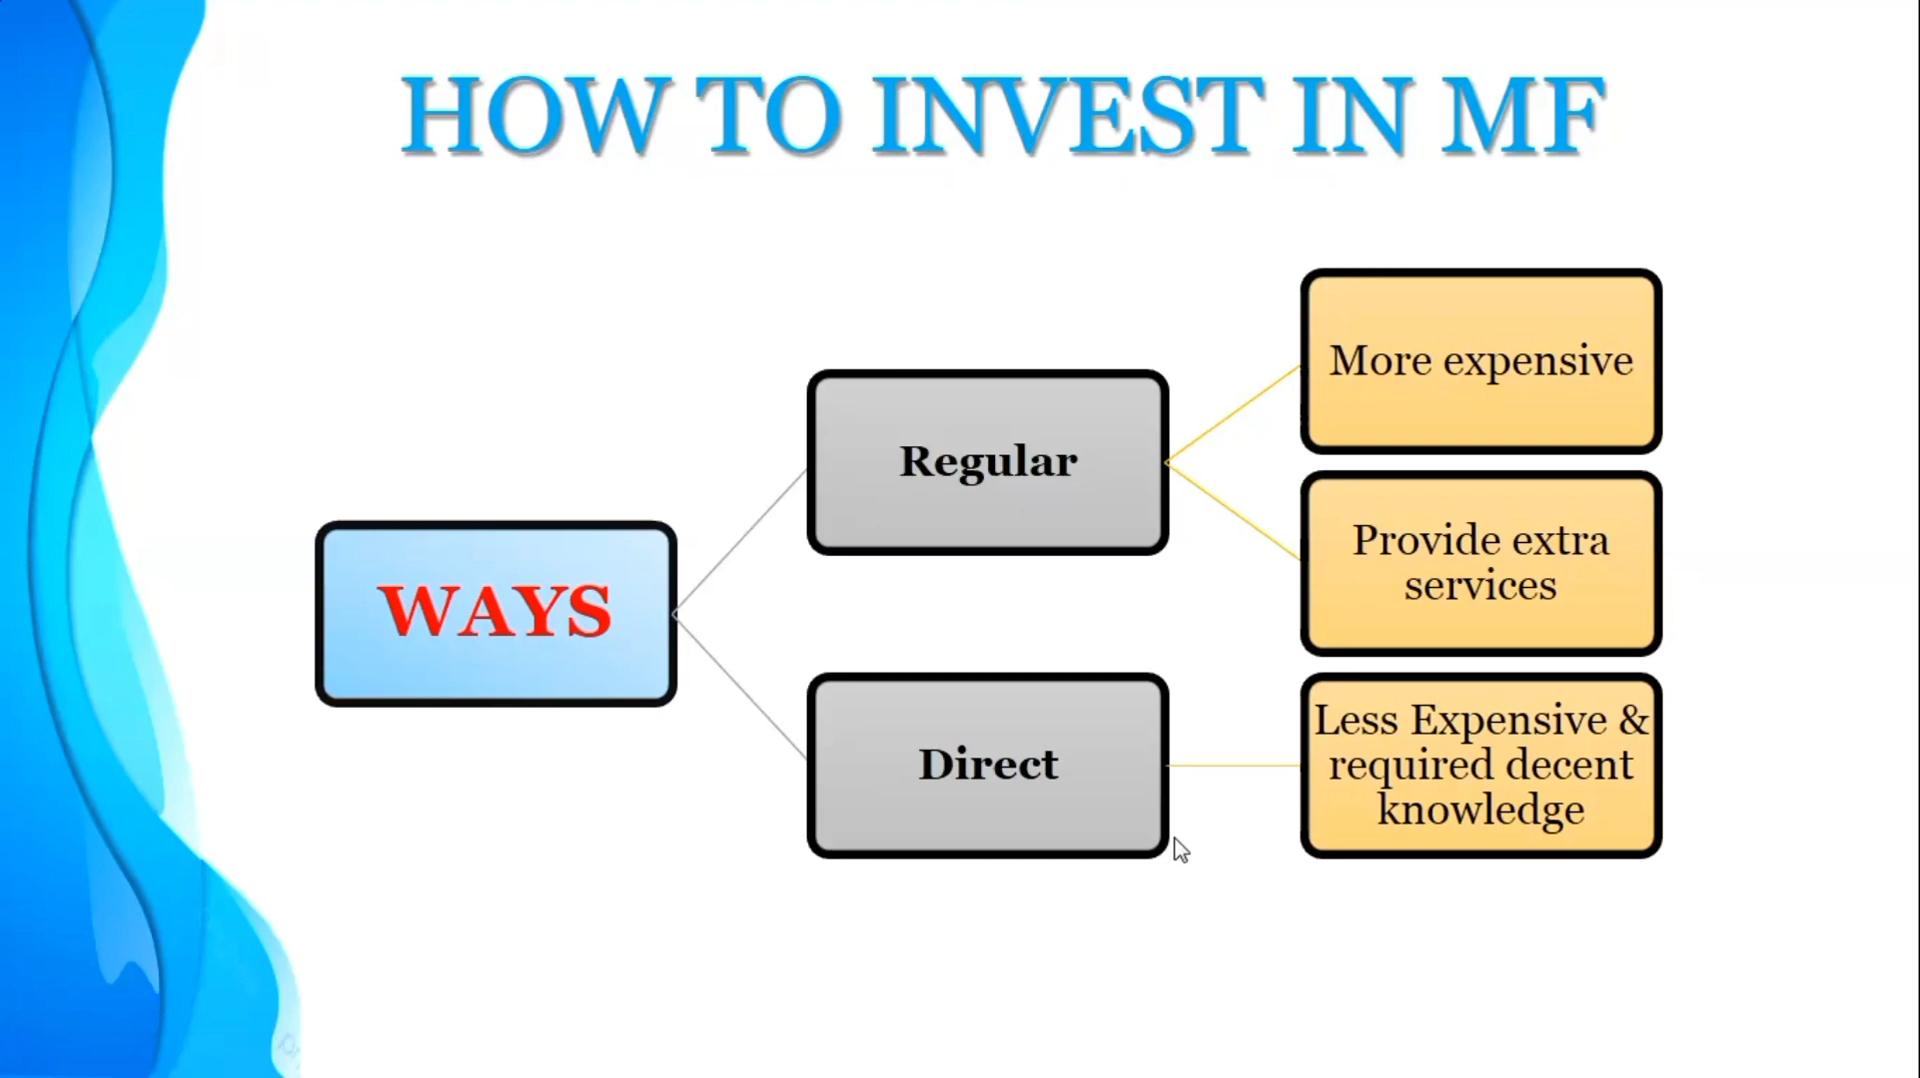 HOW TO INVEST IN MF
WAYS
Regular
More expensive
Provide extra
services
Direct
Less Expensive &
required decent
knowledge